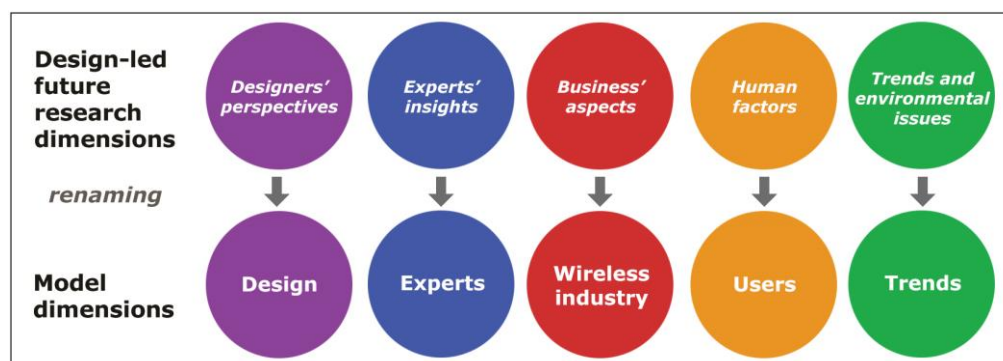 Design-led
future
research
dimensions
Designers’
perspectives
Experts’
insights
Business’
aspects
Human
factors
Trends and
environmental
issues
renaming
Model
dimensions
Design
Experts
Wireless
industry
Users
Trends